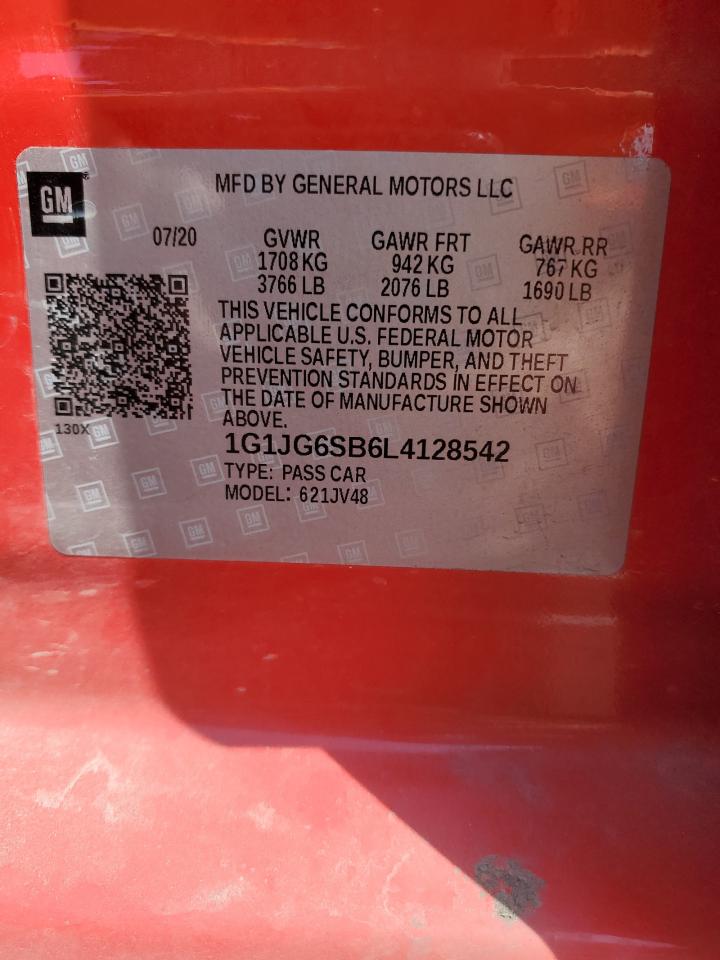 GM
MFD BY GENERAL MOTORS LLC
07/20 GVWR GAWR FRT GAWR RR
1708 KG 942 KG 767 KG
3766 LB 2076 LB 1690 LB
THIS VEHICLE CONFORMS TO ALL
APPLICABLE U.S. FEDERAL MOTOR
VEHICLE SAFETY, BUMPER, AND THEFT
PREVENTION STANDARDS IN EFFECT ON
THE DATE OF MANUFACTURE SHOWN
ABOVE.
130X
1G1JG6SB6L4128542
TYPE: PASS CAR
MODEL: 621JV48